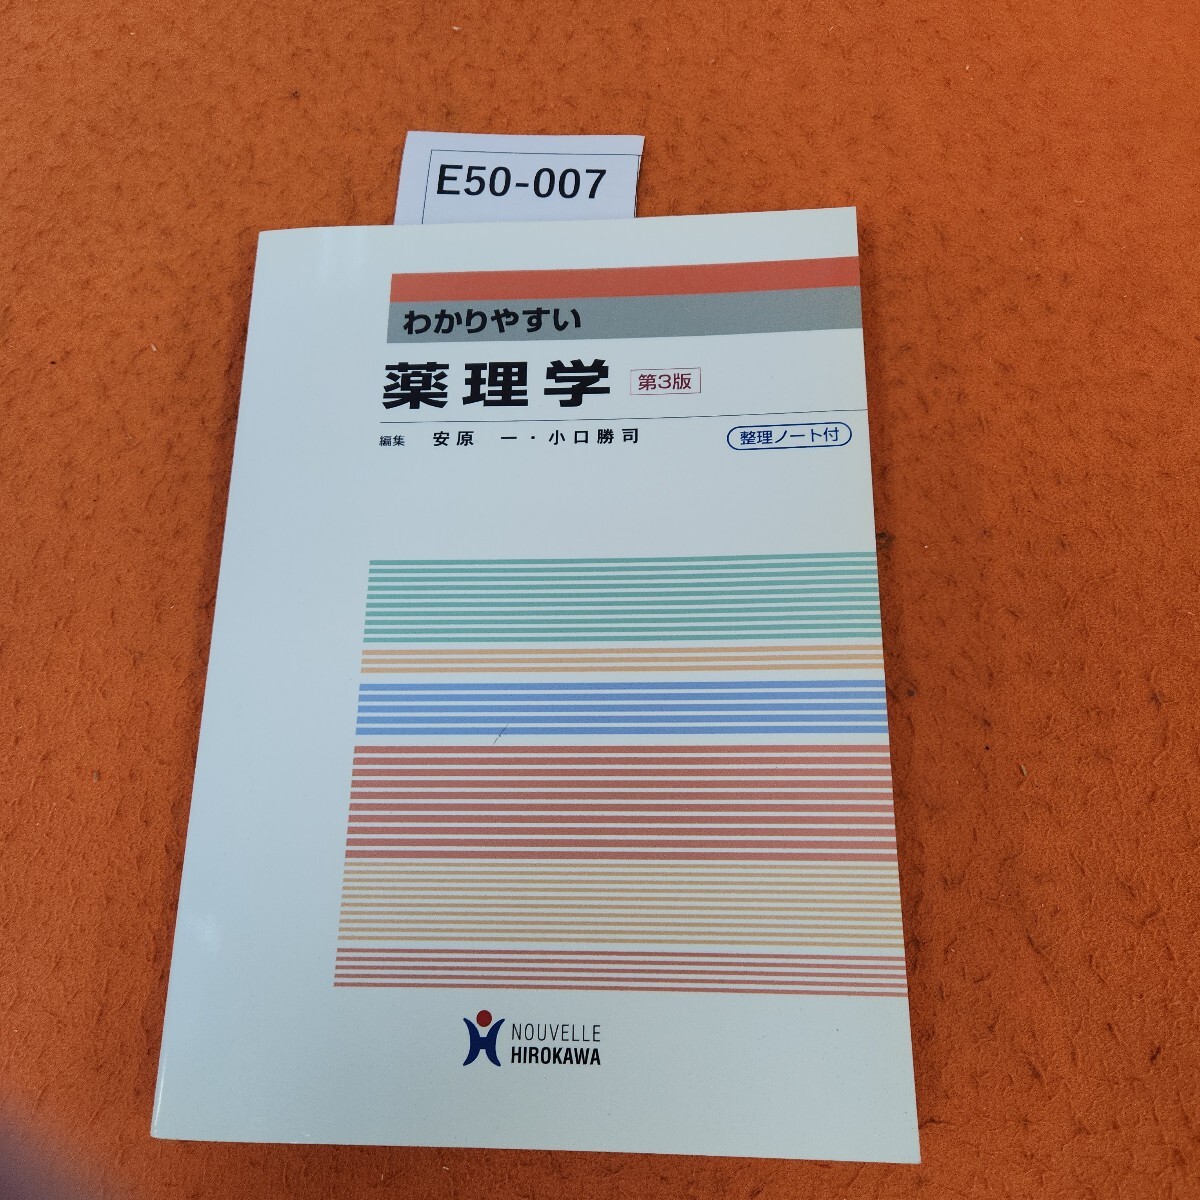 E50-007
わかりやすい
薬理学 第3版
編集 安原 一・小口勝司 整理ノート付
NOUVELLE
HIROKAWA